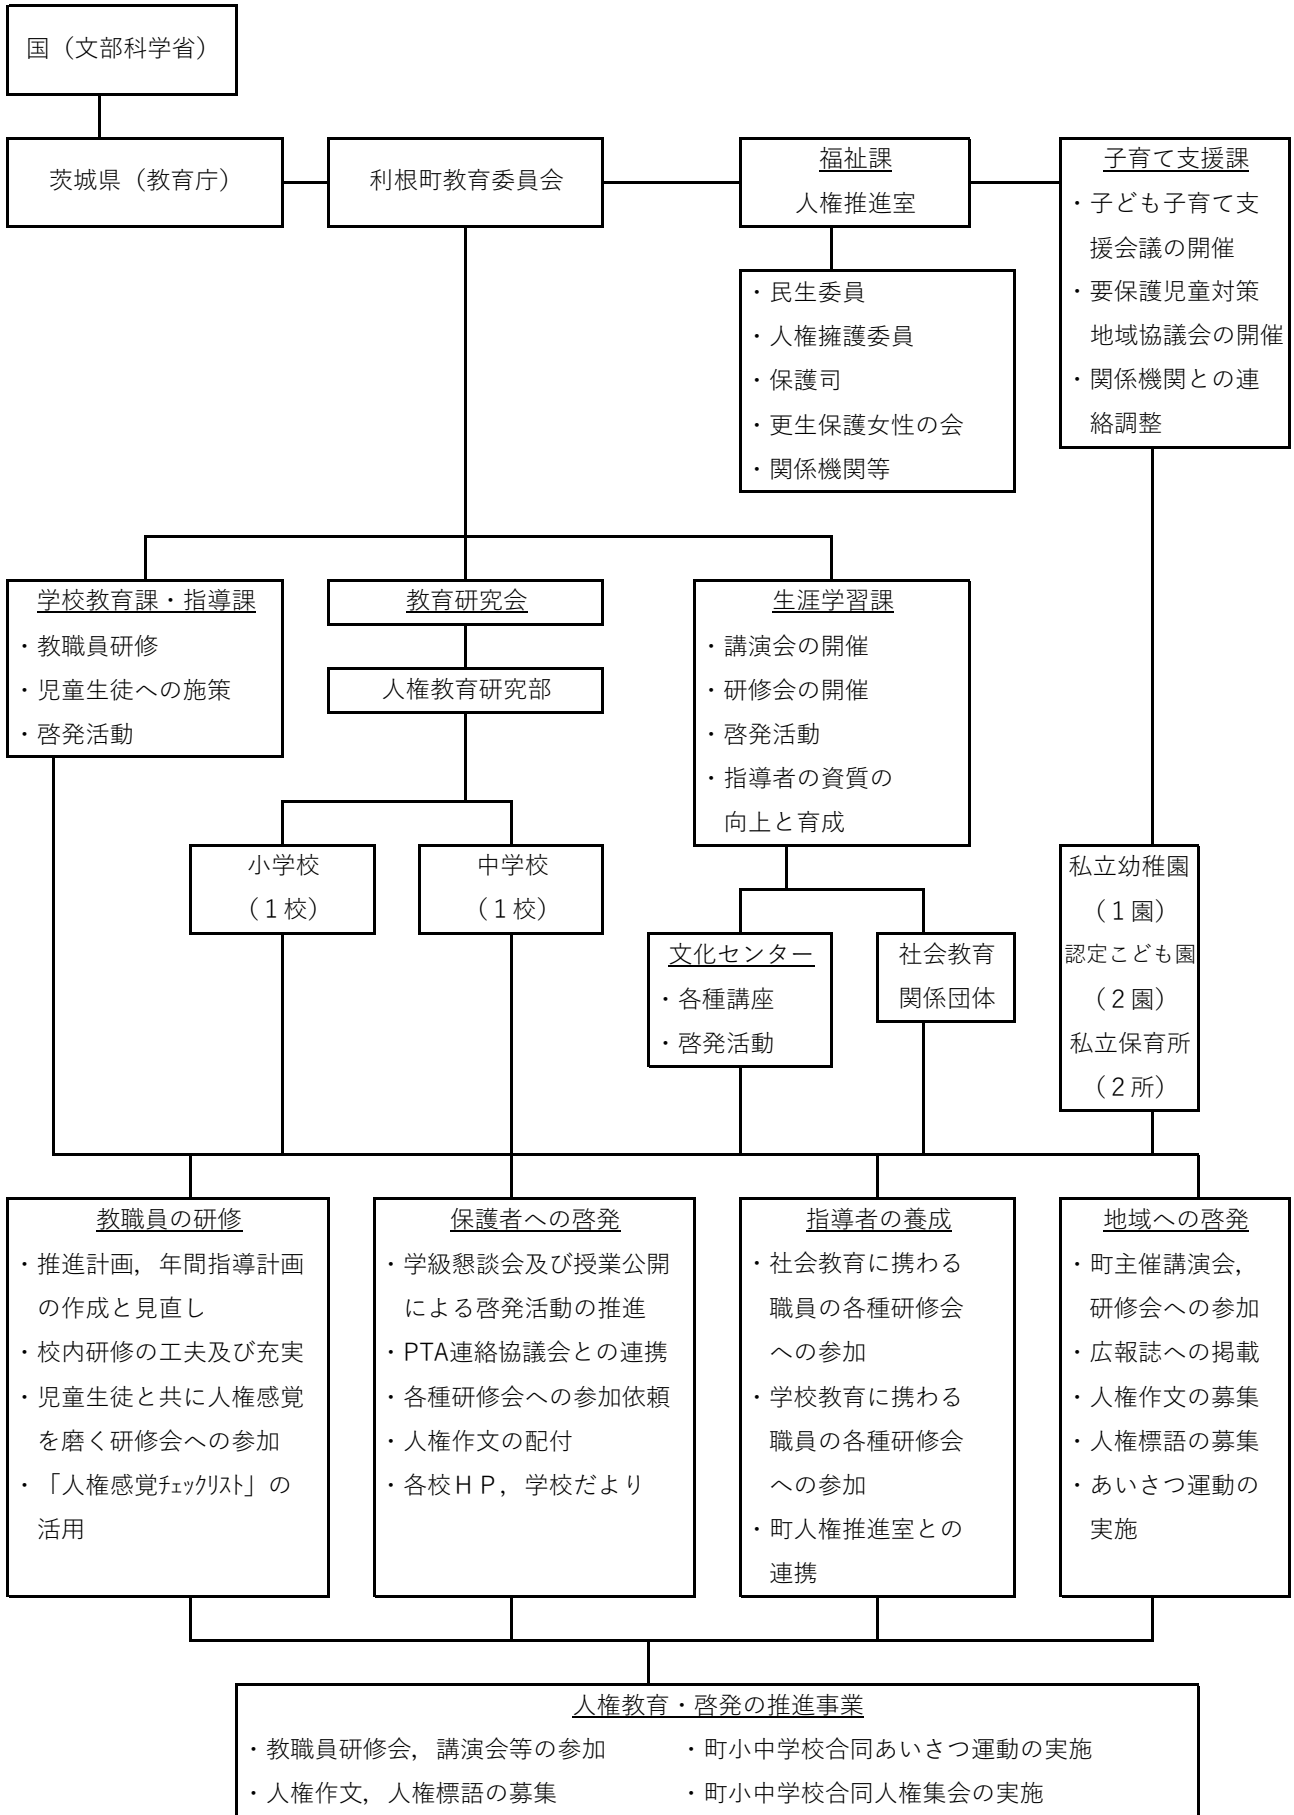 国（文部科学省）
茨城県（教育庁）
利根町教育委員会
福祉課
人権推進室
子育て支援課
・子ども子育て支
援会議の開催
・要保護児童対策
地域協議会の開催
・関係機関との連
絡調整
・民生委員
・人権擁護委員
・保護司
・更生保護女性の会
・関係機関等
学校教育課・指導課
・教職員研修
・児童生徒への施策
・啓発活動
教育研究会
人権教育研究部
生涯学習課
・講演会の開催
・研修会の開催
・啓発活動
・指導者の資質の
向上と育成
小学校
（１校）
中学校
（１校）
文化センター
・各種講座
・啓発活動
社会教育
関係団体
私立幼稚園
（１園）
認定こども園
（２園）
私立保育所
（２所）
教職員の研修
・推進計画，年間指導計画
の作成と見直し
・校内研修の工夫及び充実
・児童生徒と共に人権感覚
を磨く研修会への参加
・「人権感覚ﾁｪｯｸﾘｽﾄ」の
活用
保護者への啓発
・学級懇談会及び授業公開
による啓発活動の推進
・PTA連絡協議会との連携
・各種研修会への参加依頼
・人権作文の配付
・各校ＨＰ，学校だより
指導者の養成
・社会教育に携わる
職員の各種研修会
への参加
・学校教育に携わる
職員の各種研修会
への参加
・町人権推進室との
連携
地域への啓発
・町主催講演会，
研修会への参加
・広報誌への掲載
・人権作文の募集
・人権標語の募集
・あいさつ運動の
実施
人権教育・啓発の推進事業
・教職員研修会，講演会等の参加
・町小中学校合同あいさつ運動の実施
・人権作文，人権標語の募集
・町小中学校合同人権集会の実施